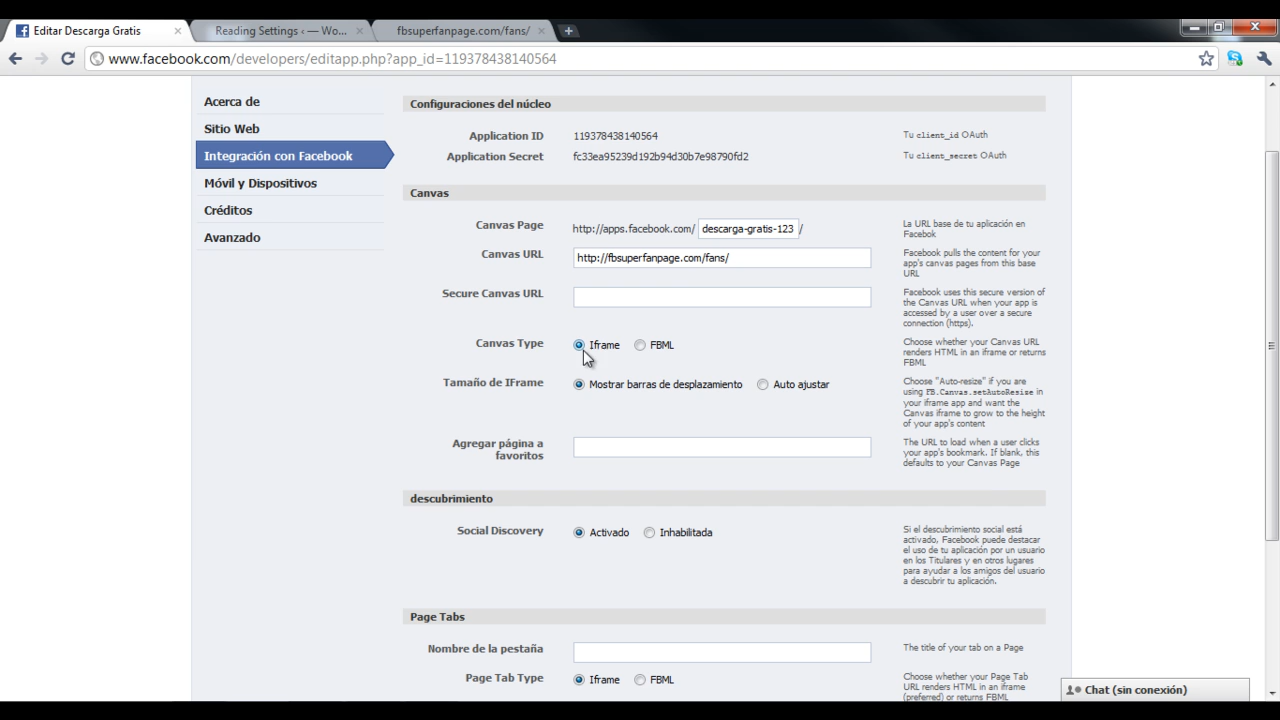 Editar Descarga Gratis
Reading Settings ‹ — Wo...
fbsuperfanpage.com/fans/
www.facebook.com/developers/editapp.php?app_id=119378438140564
Acerca de
Sitio Web
Integración con Facebook
Móvil y Dispositivos
Créditos
Avanzado
Configuraciones del núcleo
Application ID 119378438140564 Tu client_id OAuth
Application Secret fc33ea95239d192b94d30b7e98790fd2 Tu client_secret OAuth
Canvas
Canvas Page http://apps.facebook.com/ descarga-gratis-123 /
La URL base de tu aplicación en
Facebok
Canvas URL http://fbsuperfanpage.com/fans/
Facebook pulls the content for your
app's canvas pages from this base
URL
Secure Canvas URL
Facebook uses this secure version of
the Canvas URL when your app is
accessed by a user over a secure
connection (https).
Canvas Type Iframe FBML
Choose whether your Canvas URL
renders HTML in an iframe or returns
FBML
Tamaño de IFrame Mostrar barras de desplazamiento Auto ajustar
Choose "Auto-resize" if you are
using FB.Canvas.setAutoResize in
your iframe app and want the
Canvas iframe to grow to the height
of your app's content
Agregar página a
favoritos
The URL to load when a user clicks
your app's bookmark. If blank, this
defaults to your Canvas Page
descubrimiento
Social Discovery Activado Inhabilitada
Si el descubrimiento social está
activado, Facebook puede destacar
el uso de tu aplicación por un usuario
en los Titulares y en otros lugares
para ayudar a los amigos del usuario
a descubrir tu aplicación.
Page Tabs
Nombre de la pestaña
The title of your tab on a Page
Page Tab Type Iframe FBML
Choose whether your Page Tab
URL renders HTML in an iframe
(preferred) or returns FBML
Chat (sin conexión)